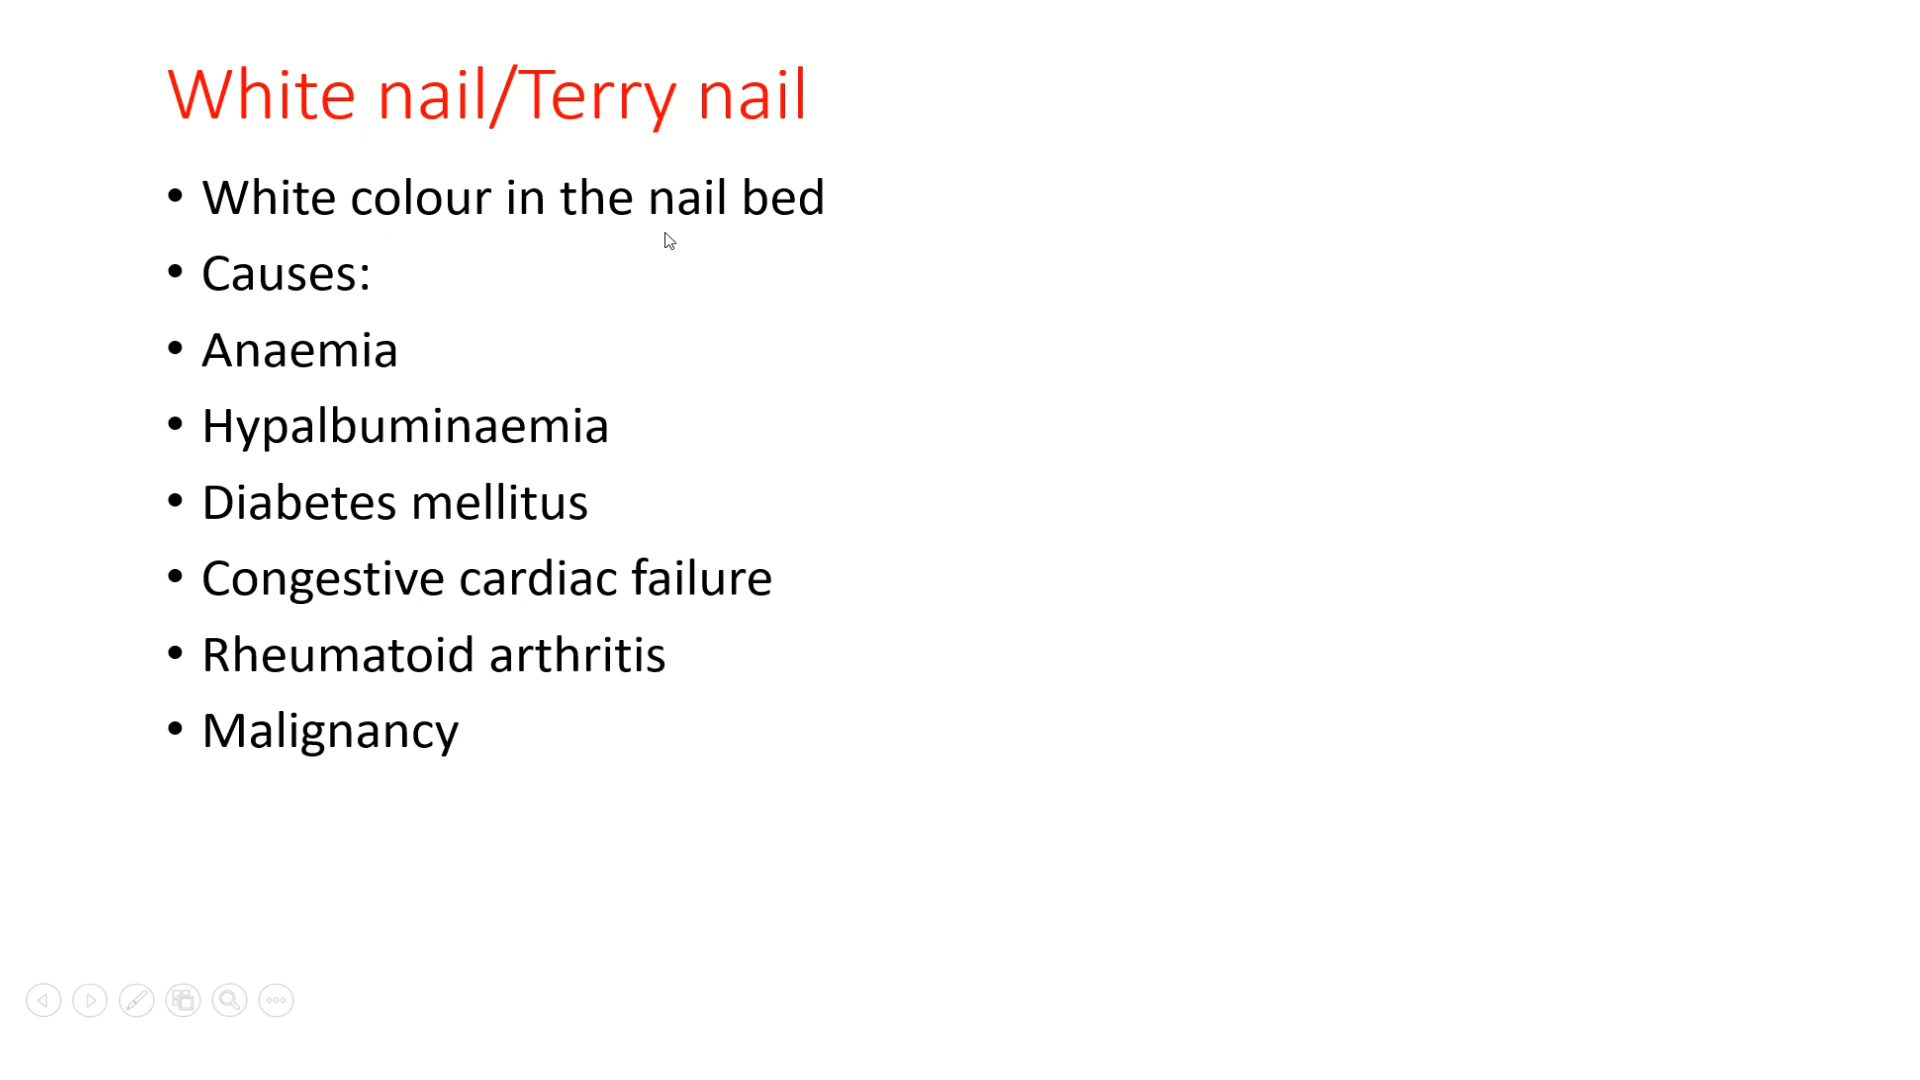 White nail/Terry nail
• White colour in the nail bed
• Causes:
• Anaemia
• Hypalbuminaemia
• Diabetes mellitus
• Congestive cardiac failure
• Rheumatoid arthritis
• Malignancy